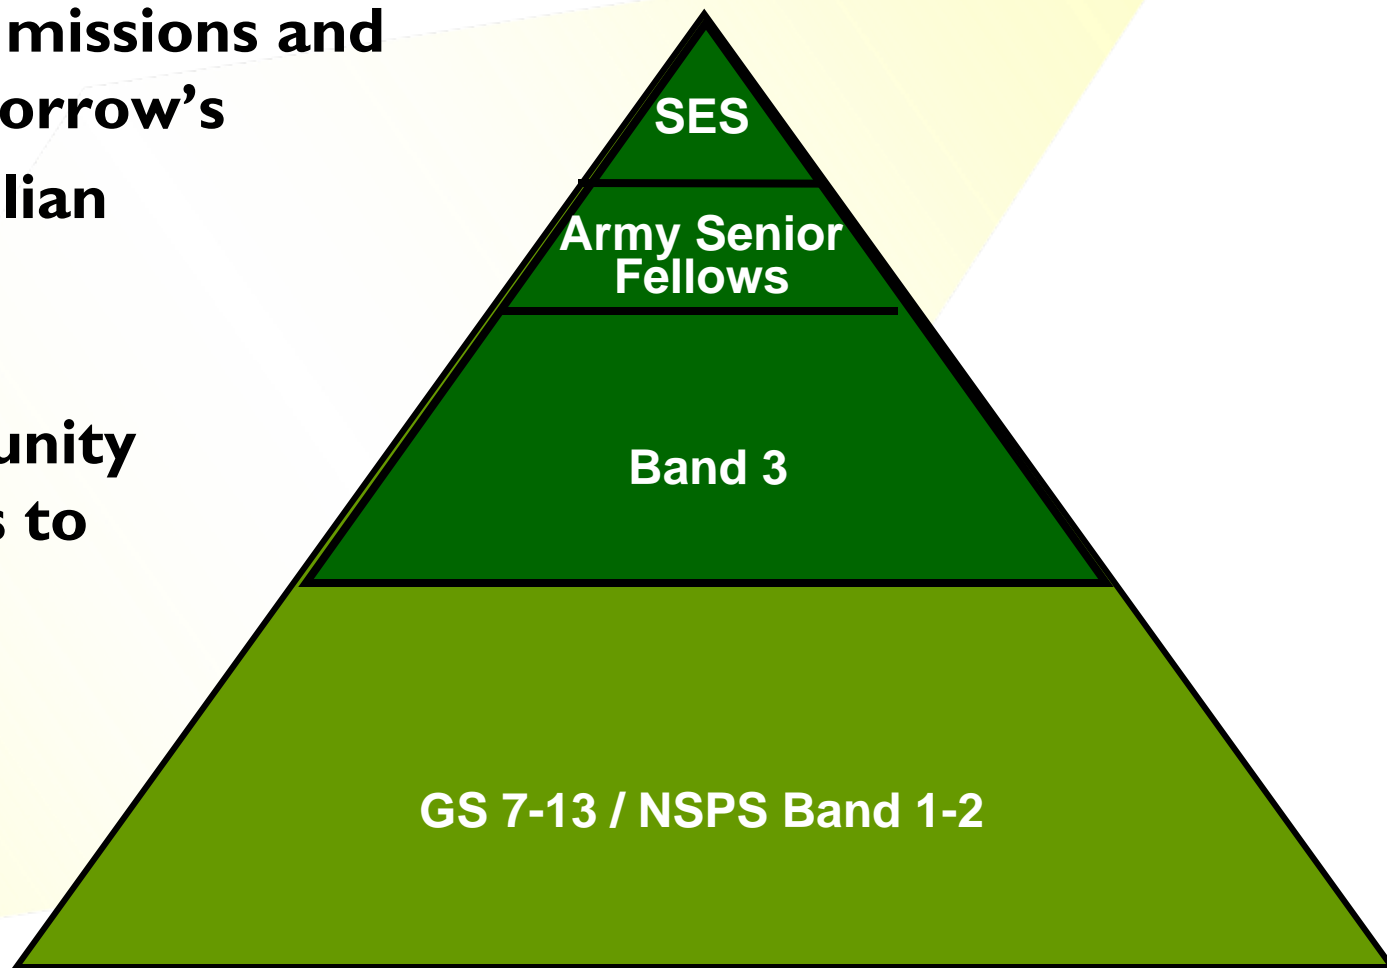 missions and
orrow’s
lian
unity
s to
SES
Army Senior
Fellows
Band 3
GS 7-13 / NSPS Band 1-2